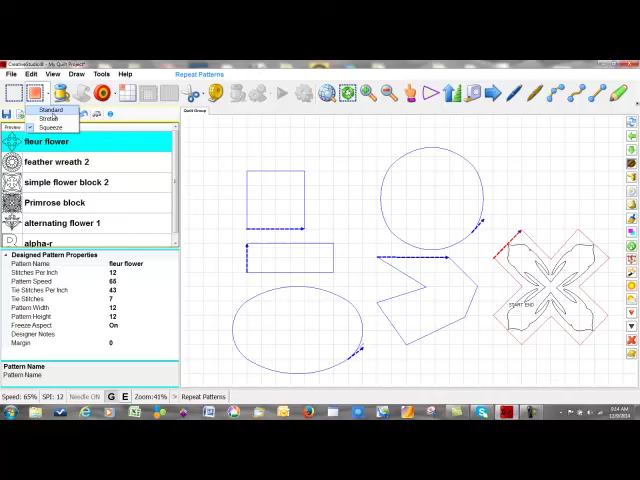 CreativeStudio® - My Quilt Project*
File Edit View Draw Tools Help Repeat Patterns
Standard
Stretch
Squeeze
Preview
Quilt Group
fleur flower
feather wreath 2
simple flower block 2
Primrose block
alternating flower 1
alpha-r
Designed Pattern Properties
Pattern Name fleur flower
Stitches Per Inch 12
Pattern Speed 65
Tie Stitches Per Inch 43
Tie Stitches 7
Pattern Width 12
Pattern Height 12
Freeze Aspect On
Designer Notes
Margin 0
START END
Pattern Name
Pattern Name
Speed: 65% SPI: 12 Needle ON G E Zoom:41% Repeat Patterns
9:14 AM
12/9/2014